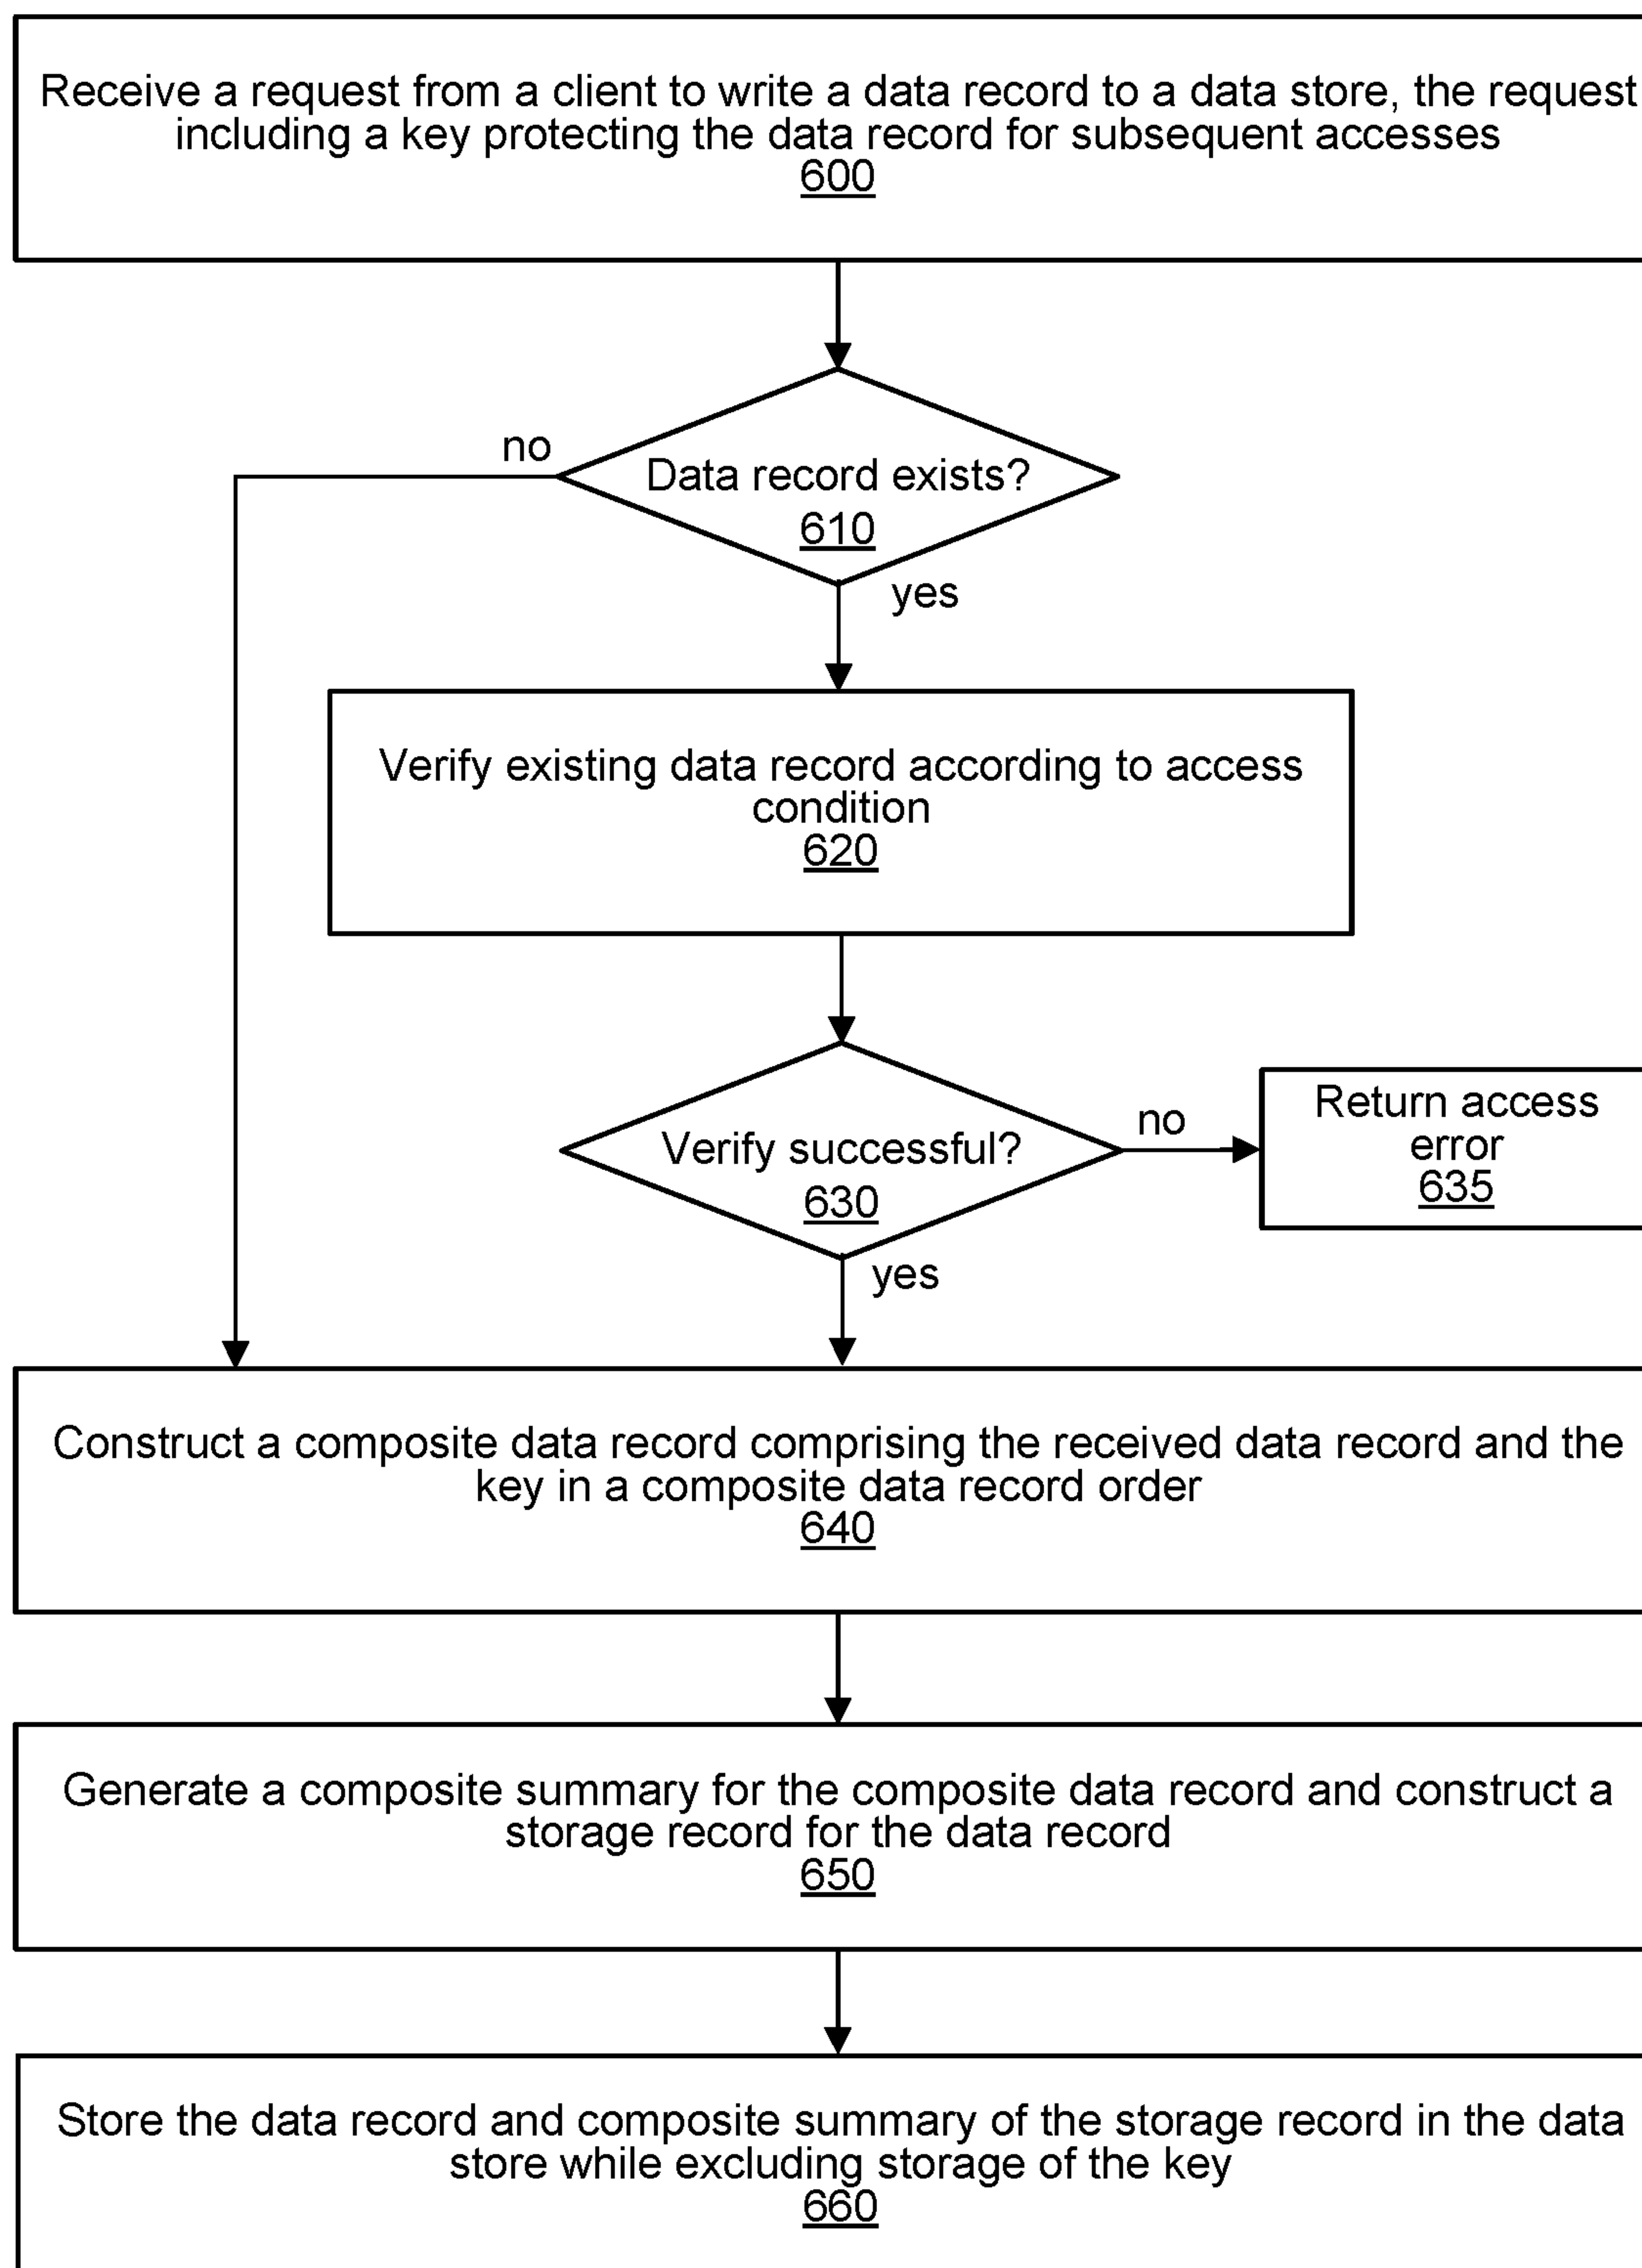 Receive a request from a client to write a data record to a data store, the request
including a key protecting the data record for subsequent accesses
600
no
Data record exists?
610
yes
Verify existing data record according to access
condition
620
Verify successful?
630
no
Return access
error
635
yes
Construct a composite data record comprising the received data record and the
key in a composite data record order
640
Generate a composite summary for the composite data record and construct a
storage record for the data record
650
Store the data record and composite summary of the storage record in the data
store while excluding storage of the key
660